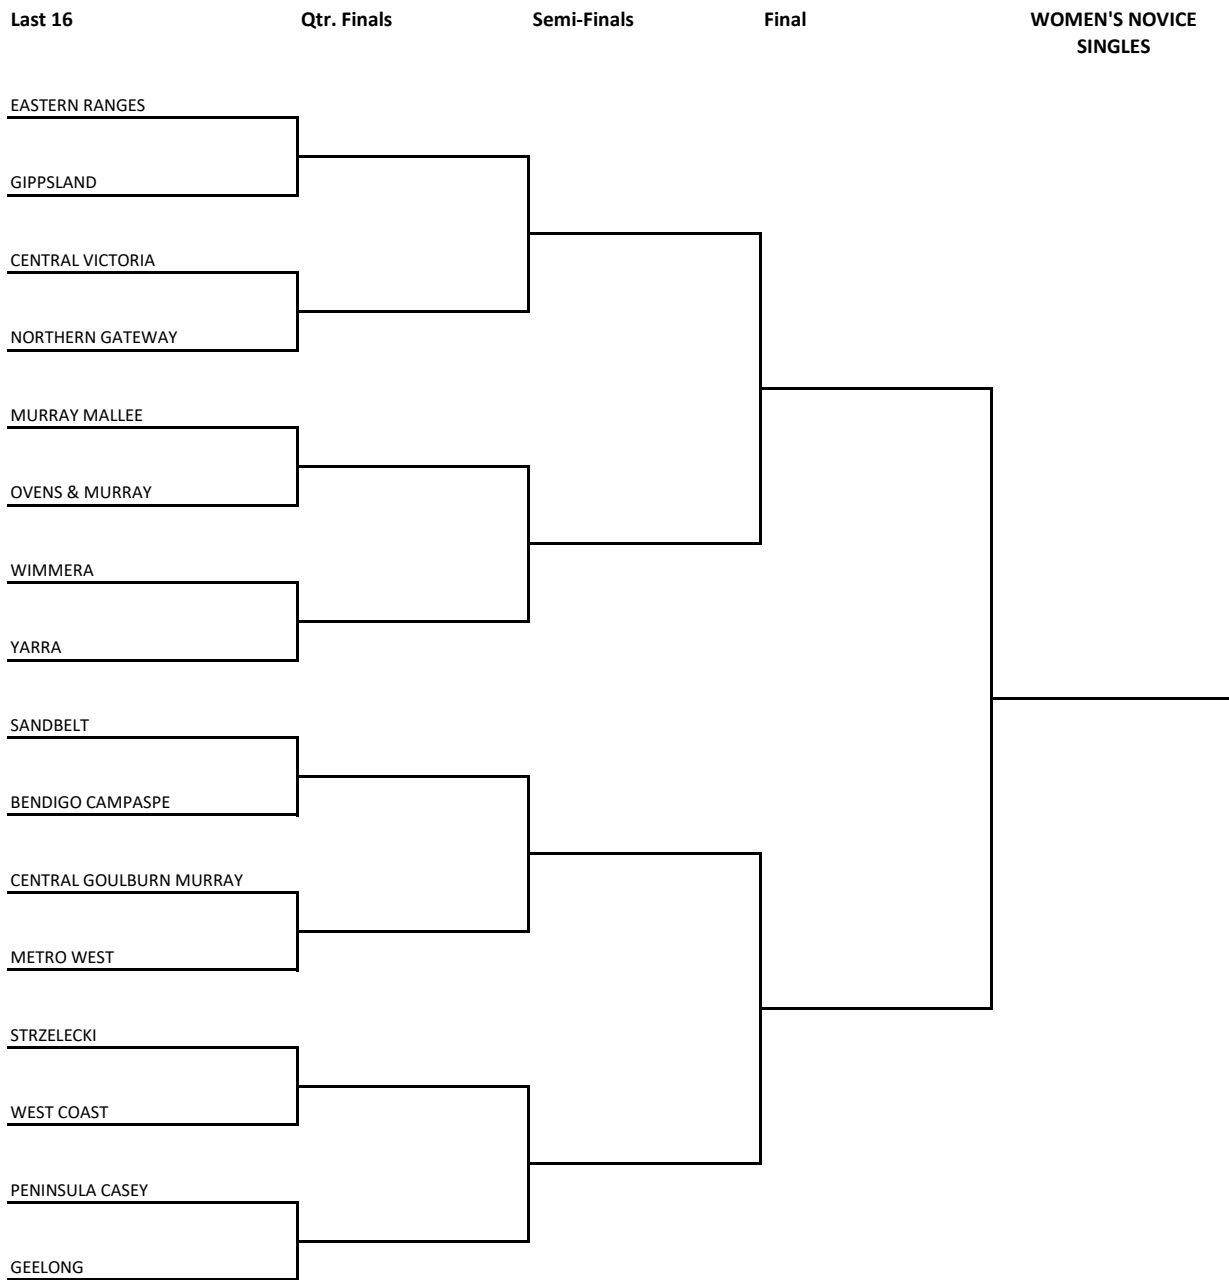 Last 16
Qtr. Finals
Semi-Finals
Final
WOMEN'S NOVICE
SINGLES
EASTERN RANGES
GIPPSLAND
CENTRAL VICTORIA
NORTHERN GATEWAY
MURRAY MALLEE
OVENS & MURRAY
WIMMERA
YARRA
SANDBELT
BENDIGO CAMPASPE
CENTRAL GOULBURN MURRAY
METRO WEST
STRZELECKI
WEST COAST
PENINSULA CASEY
GEELONG